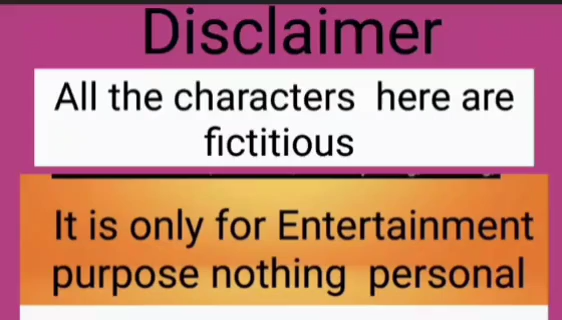 Disclaimer
All the characters here are
fictitious
It is only for Entertainment
purpose nothing personal